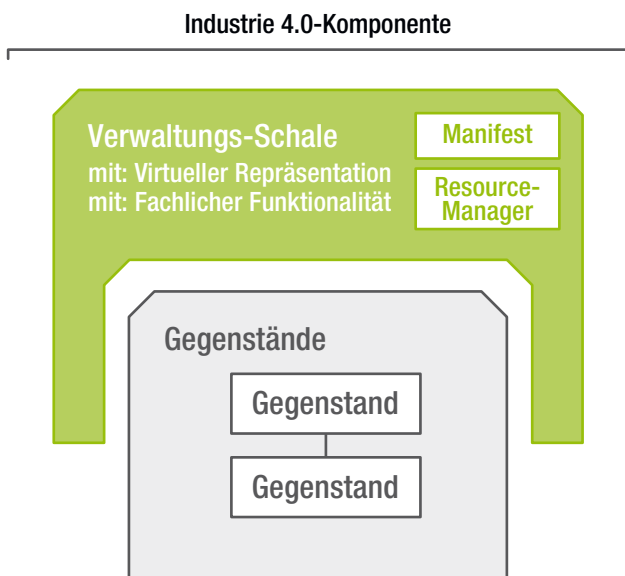 Industrie 4.0-Komponente
Verwaltungs-Schale
mit: Virtueller Repräsentation
mit: Fachlicher Funktionalität
Manifest
Resource-
Manager
Gegenstände
Gegenstand
Gegenstand